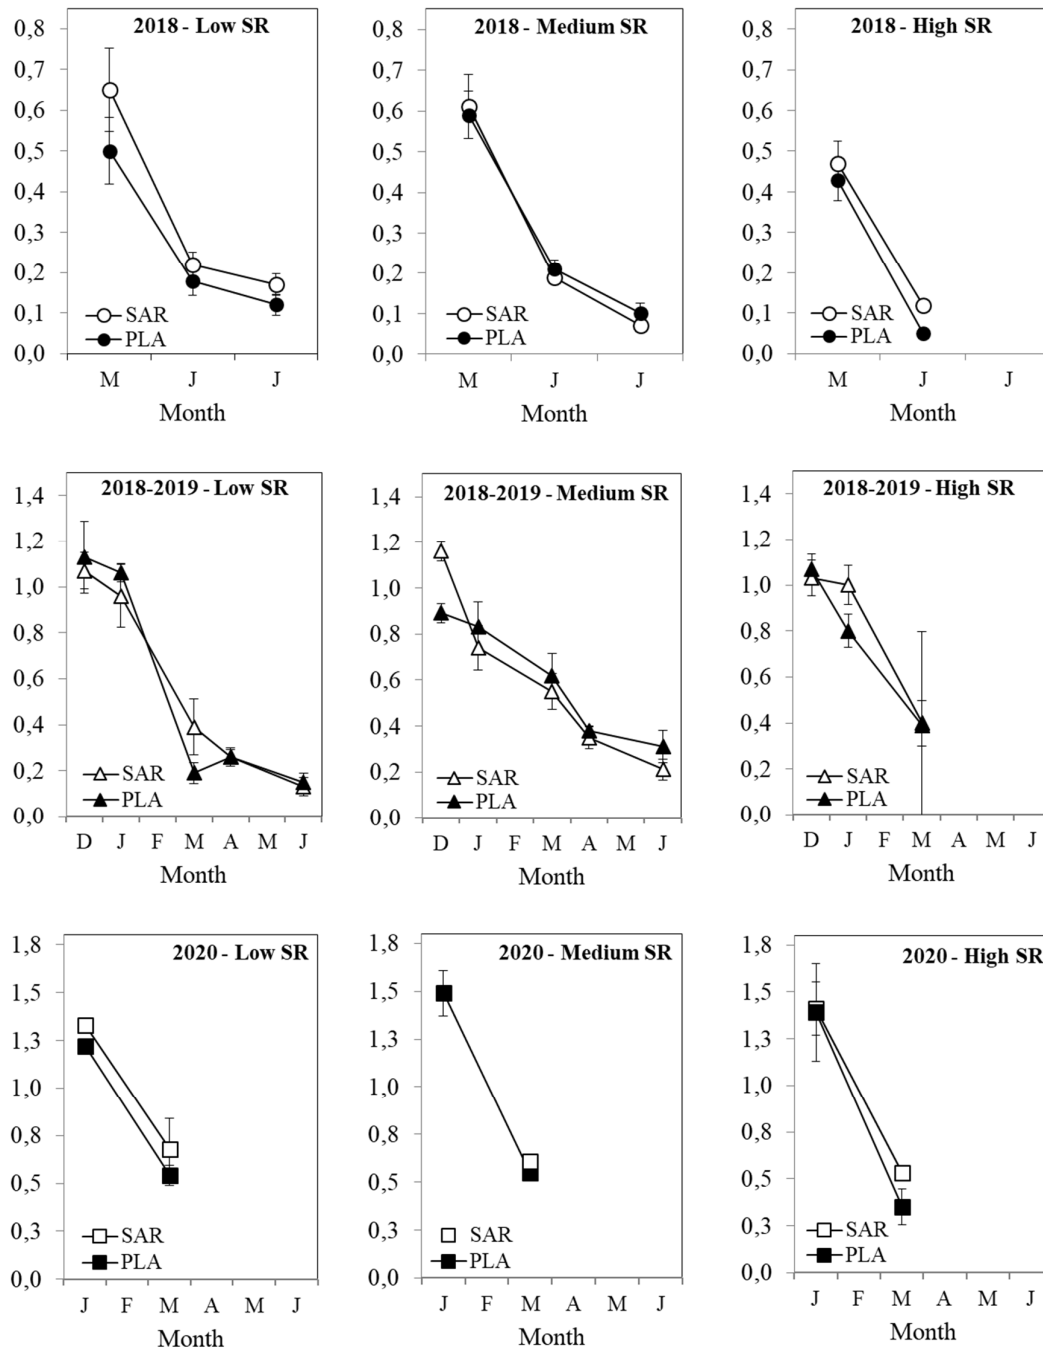 2018 - Low SR
0,8
0,7
0,6
0,5
0,4
0,3
0,2
0,1
0,0
SAR
PLA
M J J
Month
2018 - Medium SR
0,8
0,7
0,6
0,5
0,4
0,3
0,2
0,1
0,0
SAR
PLA
M J J
Month
2018 - High SR
0,8
0,7
0,6
0,5
0,4
0,3
0,2
0,1
0,0
SAR
PLA
M J J
Month
2018-2019 - Low SR
1,4
1,2
1,0
0,8
0,6
0,4
0,2
0,0
SAR
PLA
D J F M A M J
Month
2018-2019 - Medium SR
1,4
1,2
1,0
0,8
0,6
0,4
0,2
0,0
SAR
PLA
D J F M A M J
Month
2018-2019 - High SR
1,4
1,2
1,0
0,8
0,6
0,4
0,2
0,0
SAR
PLA
D J F M A M J
Month
2020 - Low SR
1,8
1,5
1,3
1,0
0,8
0,5
0,3
0,0
SAR
PLA
J F M A M J
Month
2020 - Medium SR
1,8
1,5
1,3
1,0
0,8
0,5
0,3
0,0
SAR
PLA
J F M A M J
Month
2020 - High SR
1,8
1,5
1,3
1,0
0,8
0,5
0,3
0,0
SAR
PLA
J F M A M J
Month